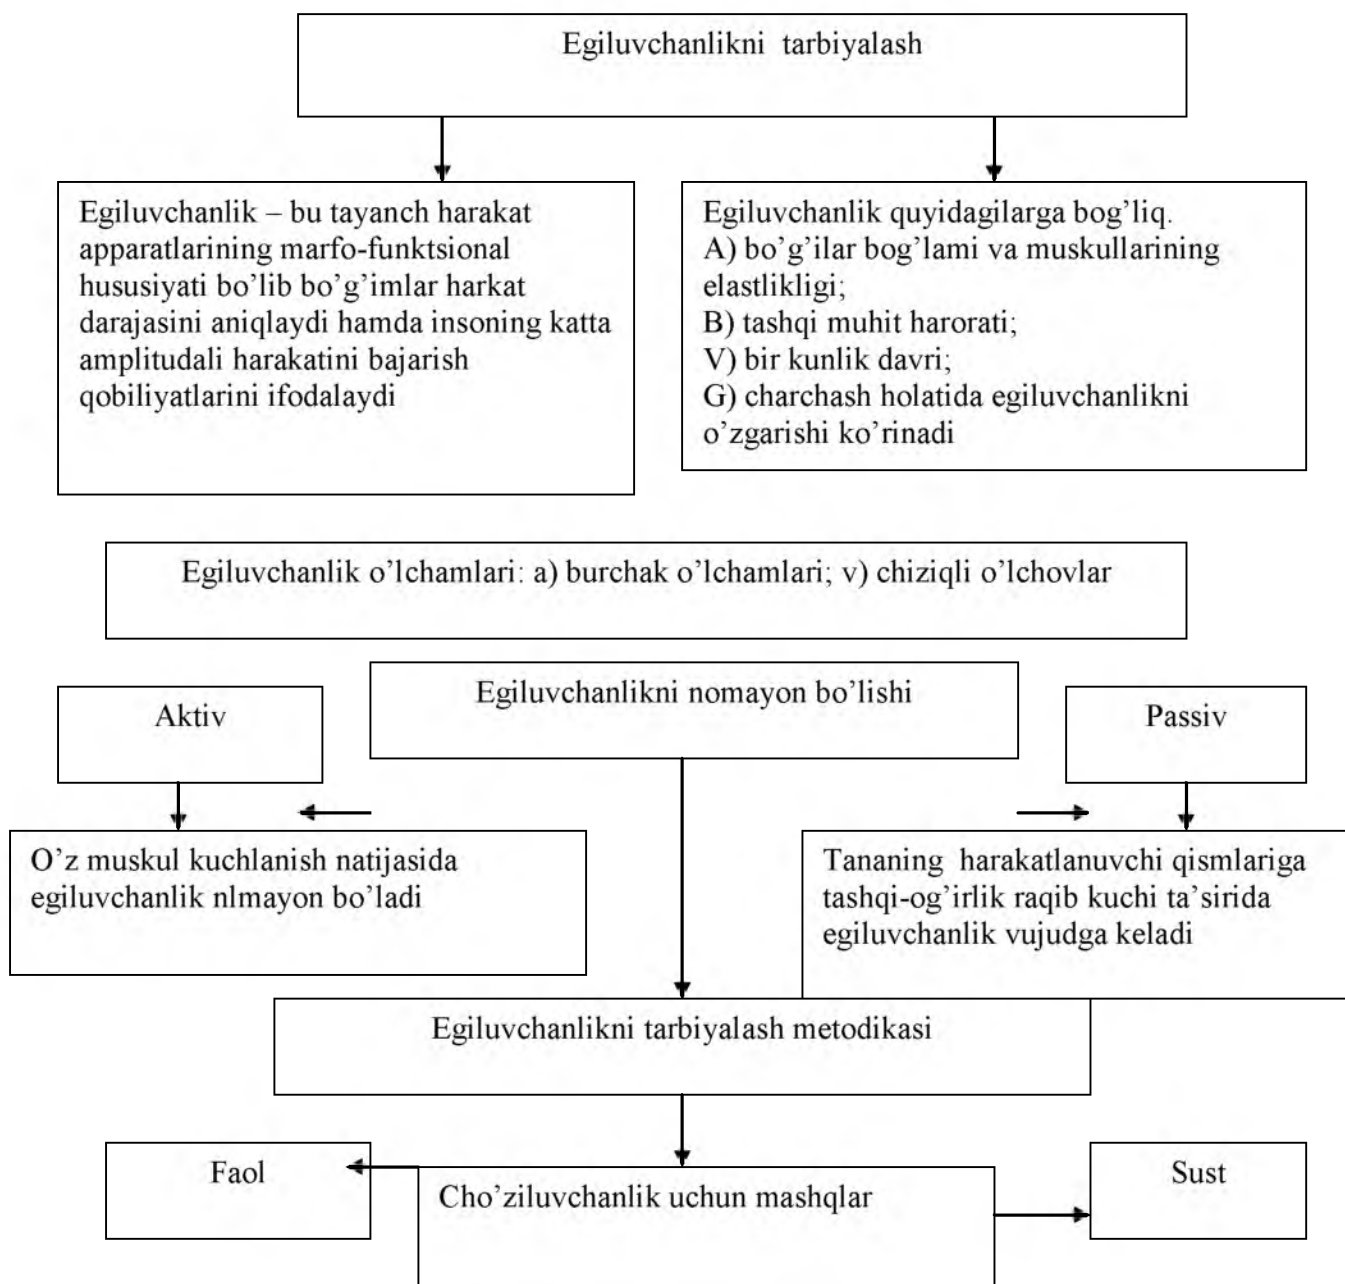 Egiluvchanlikni  tarbiyalash
Egiluvchanlik – bu tayanch harakat
apparatlarining marfo-funktsional
hususiyati bo’lib bo’g’imlar harkat
darajasini aniqlaydi hamda insoning katta
amplitudali harakatini bajarish
qobiliyatlarini ifodalaydi
Egiluvchanlik quyidagilarga bog’liq.
A) bo’g’ilar bog’lami va muskullarining
elastlikligi;
B) tashqi muhit harorati;
V) bir kunlik davri;
G) charchash holatida egiluvchanlikni
o’zgarishi ko’rinadi
Egiluvchanlik o’lchamlari: a) burchak o’lchamlari; v) chiziqli o’lchovlar
Egiluvchanlikni nomayon bo’lishi
Aktiv
Passiv
O’z muskul kuchlanish natijasida
egiluvchanlik nlmayon bo’ladi
Tananing  harakatlanuvchi qismlariga
tashqi-og’irlik raqib kuchi ta’sirida
egiluvchanlik vujudga keladi
Egiluvchanlikni tarbiyalash metodikasi
Faol
Cho’ziluvchanlik uchun mashqlar
Sust